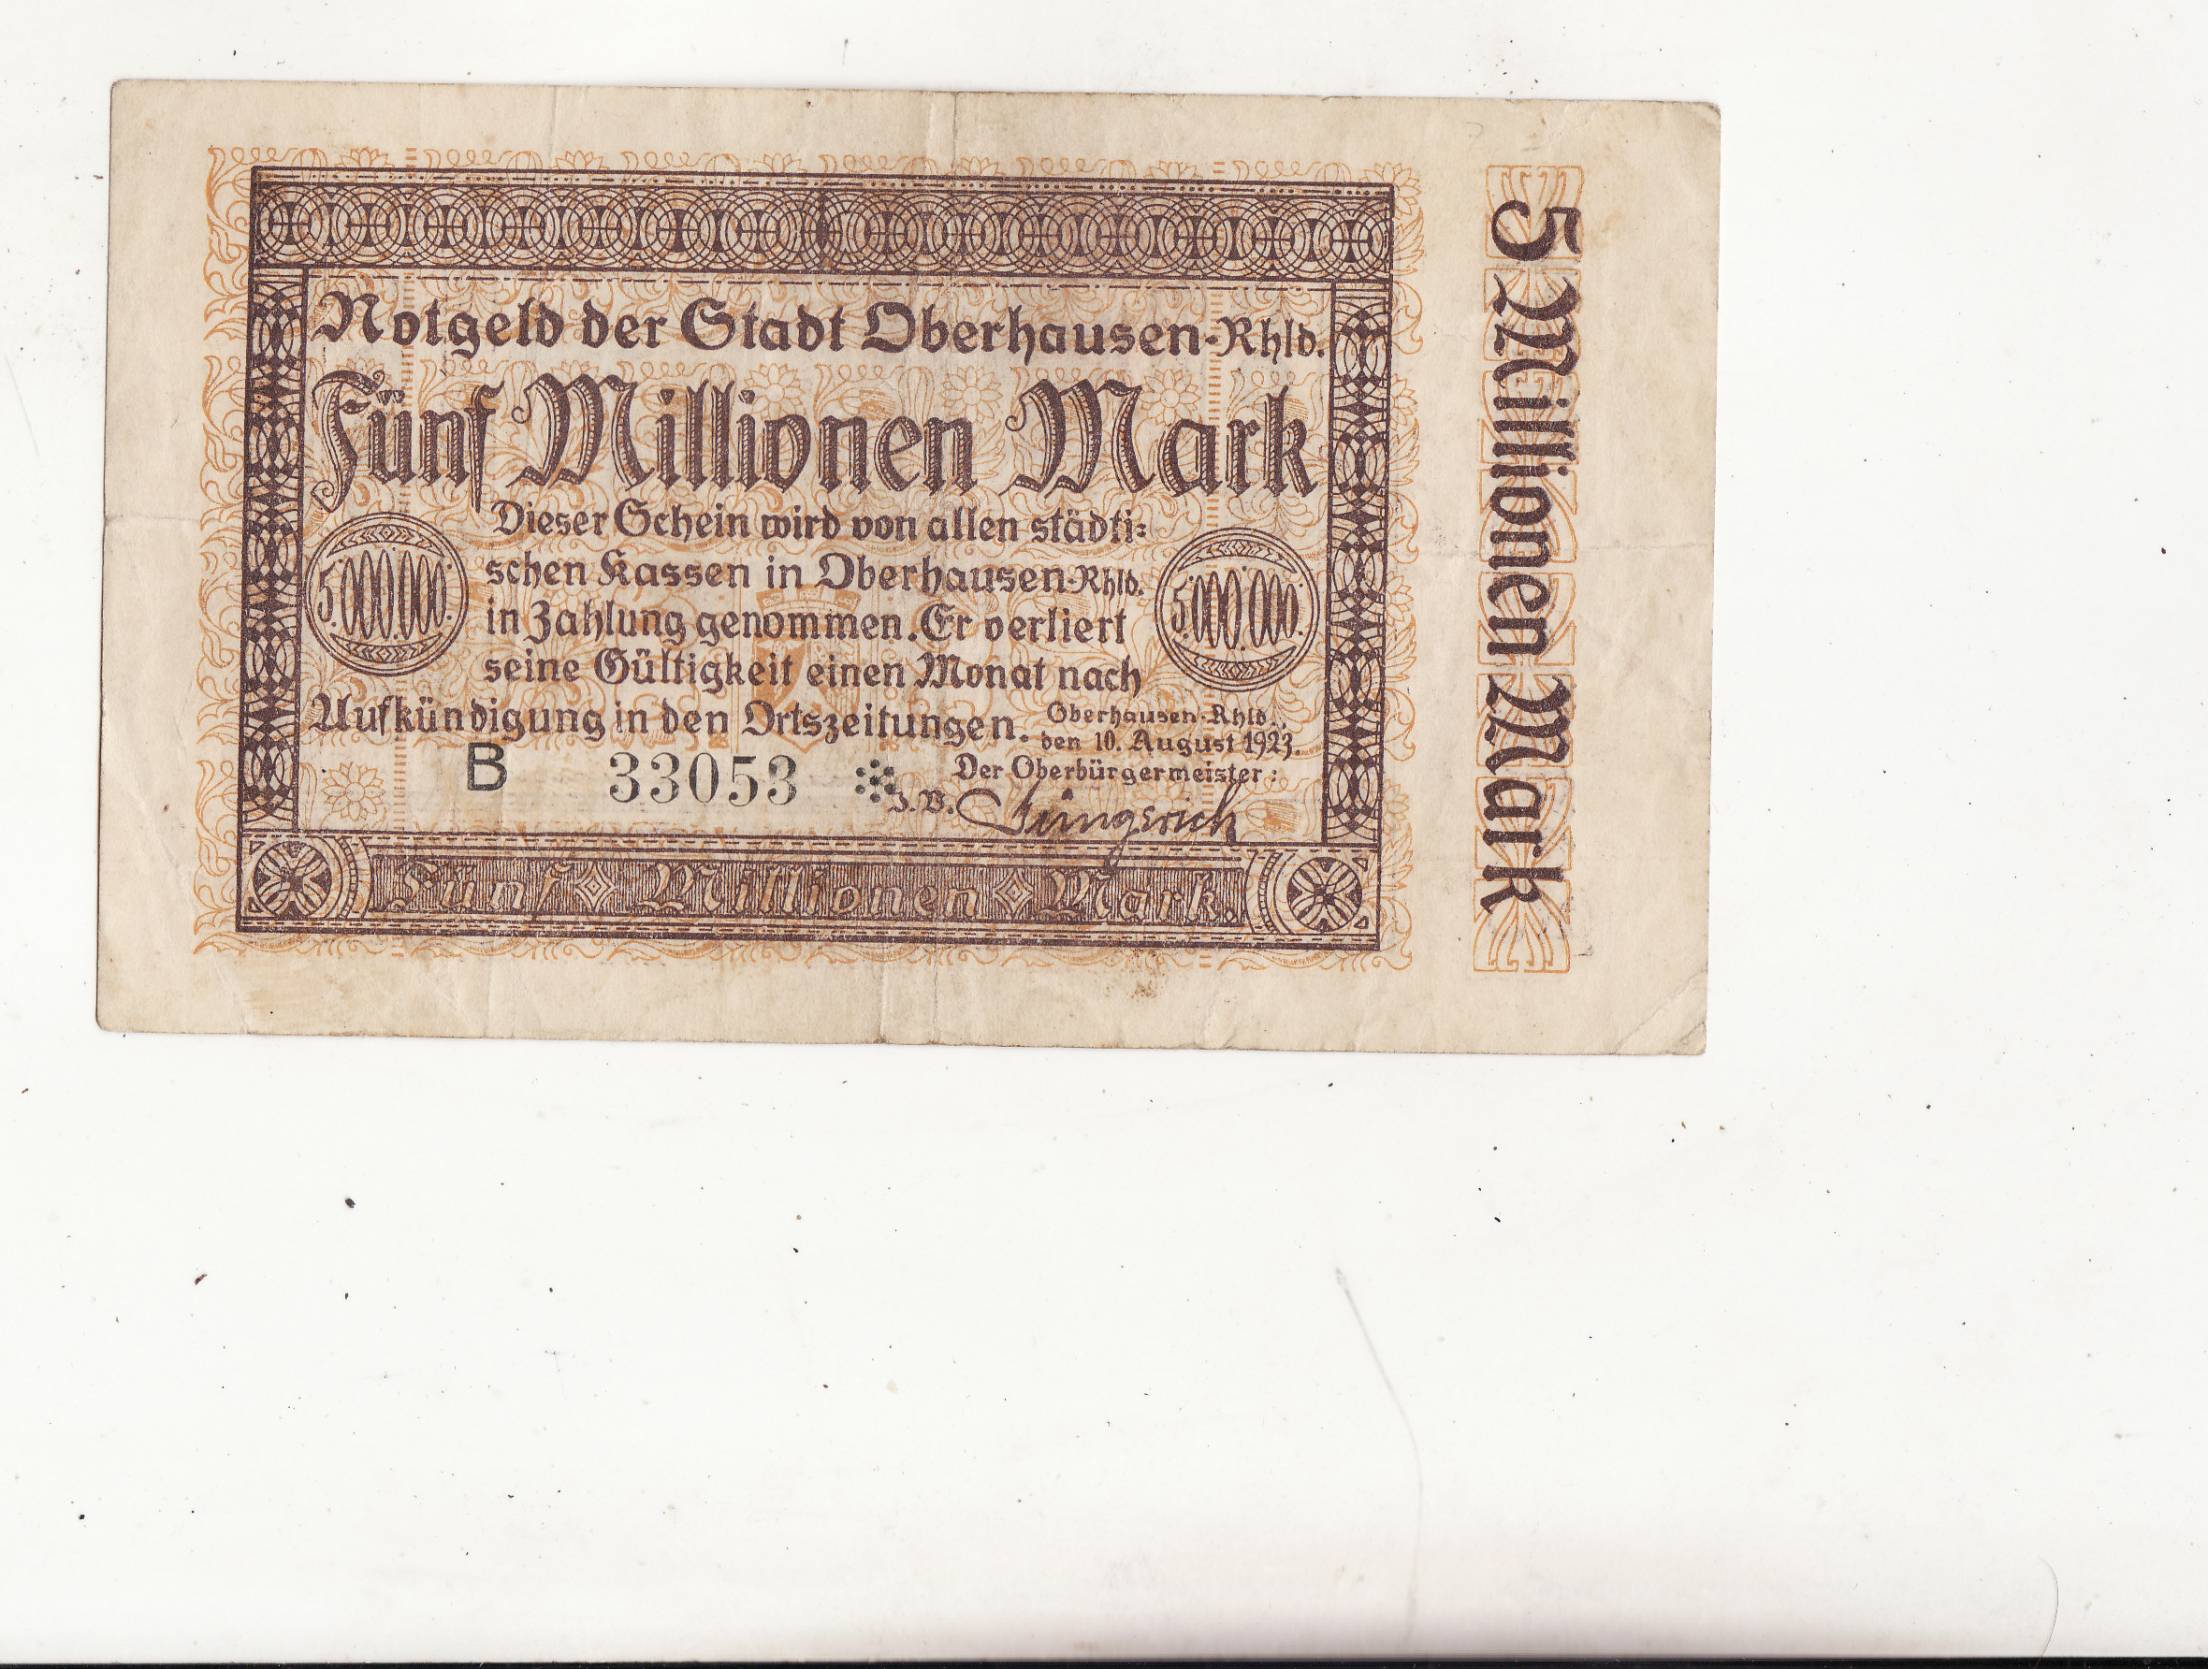 Notgeld der Stadt Oberhausen-Rhld.
Fünf Millionen Mark
Dieser Schein wird von allen städti=
schen Kassen in Oberhausen-Rhld.
in Zahlung genommen. Er verliert
seine Gültigkeit einen Monat nach
Aufkündigung in den Ortszeitungen.
5.000.000.
5.000.000.
Oberhausen-Rhld.,
den 10. August 1923.
Der Oberbürgermeister:
J. V.
B 33053
Fünf Millionen Mark.
5 Millionen Mark